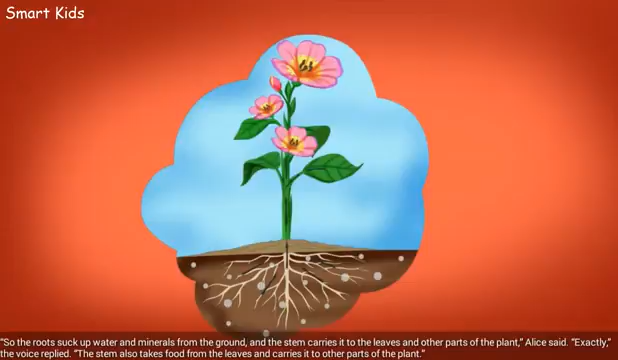 Smart Kids
"So the roots suck up water and minerals from the ground, and the stem carries it to the leaves and other parts of the plant," Alice said. "Exactly,"
the voice replied. "The stem also takes food from the leaves and carries it to other parts of the plant."